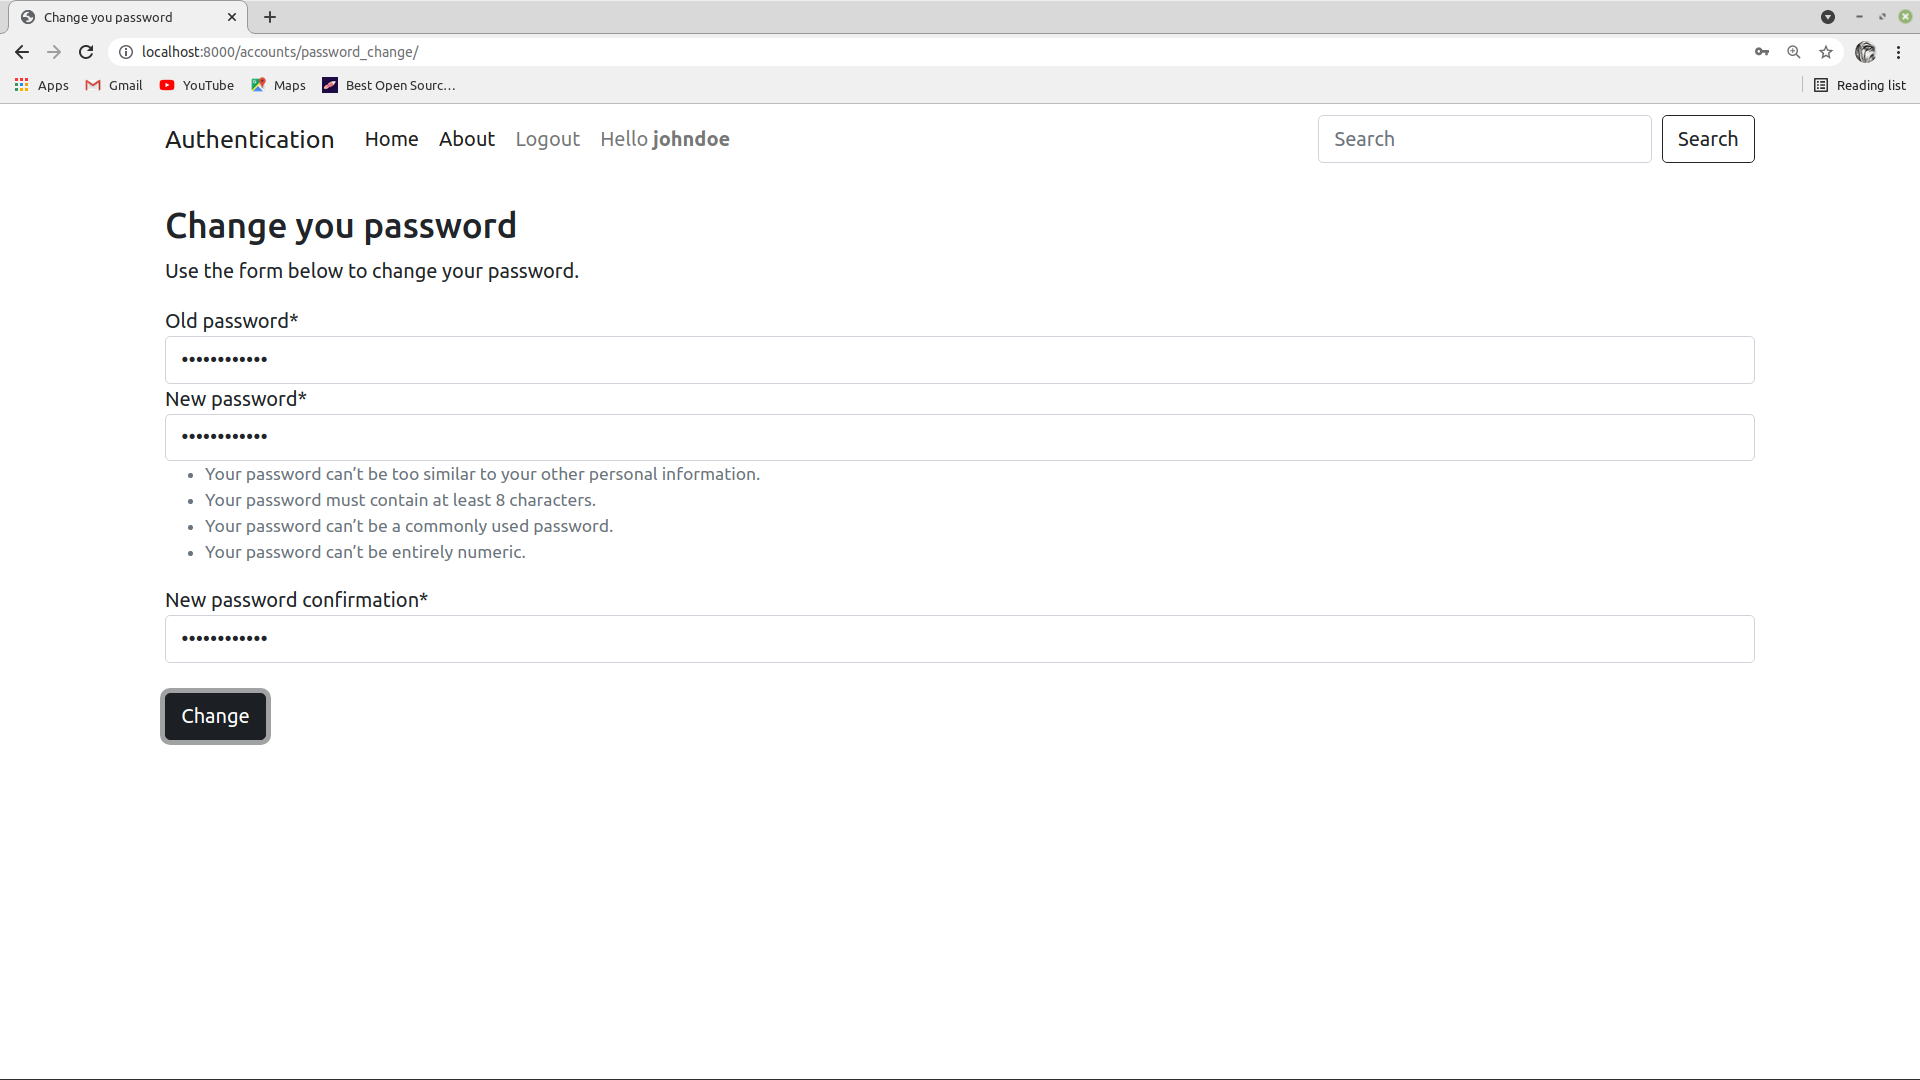 Change you password
localhost:8000/accounts/password_change/
Apps Gmail YouTube Maps Best Open Sourc... Reading list
Authentication Home About Logout Hello johndoe Search Search
Change you password
Use the form below to change your password.
Old password*
••••••••••••
New password*
••••••••••••
• Your password can’t be too similar to your other personal information.
• Your password must contain at least 8 characters.
• Your password can’t be a commonly used password.
• Your password can’t be entirely numeric.
New password confirmation*
••••••••••••
Change